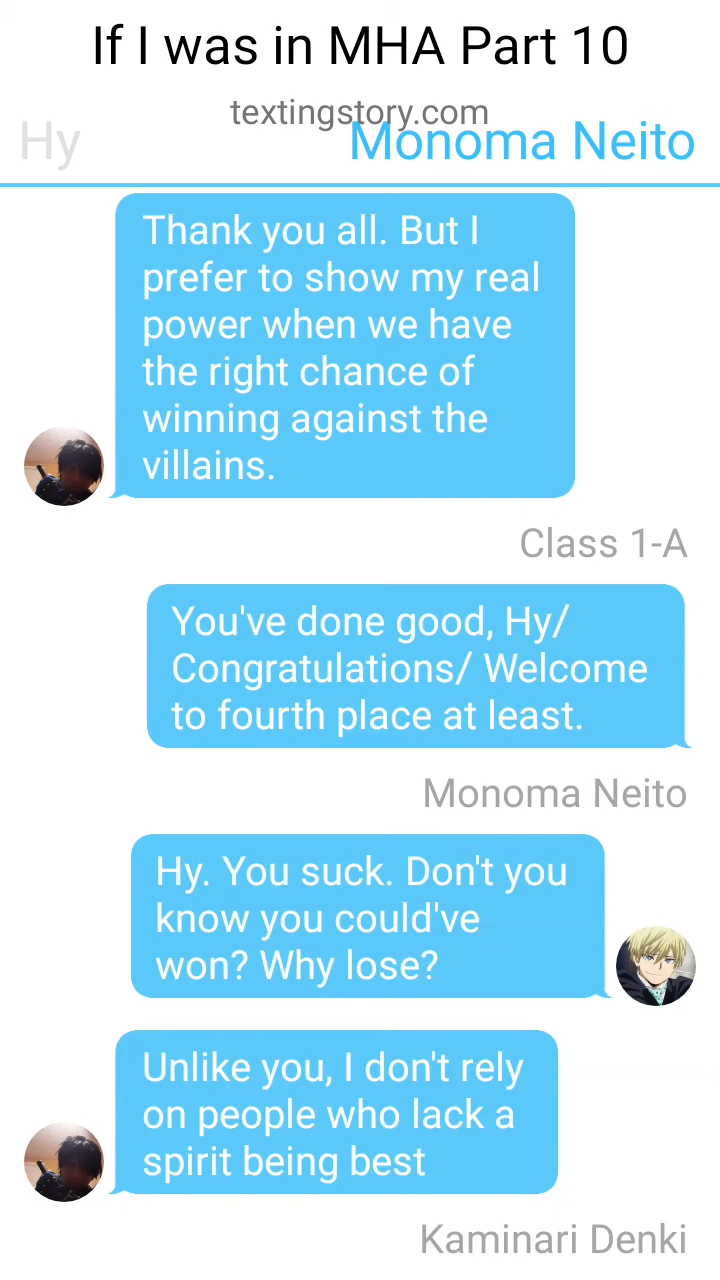 If I was in MHA Part 10
textingstory.com
Hy
Monoma Neito
Thank you all. But I
prefer to show my real
power when we have
the right chance of
winning against the
villains.
Class 1-A
You've done good, Hy/
Congratulations/ Welcome
to fourth place at least.
Monoma Neito
Hy. You suck. Don't you
know you could've
won? Why lose?
Unlike you, I don't rely
on people who lack a
spirit being best
Kaminari Denki